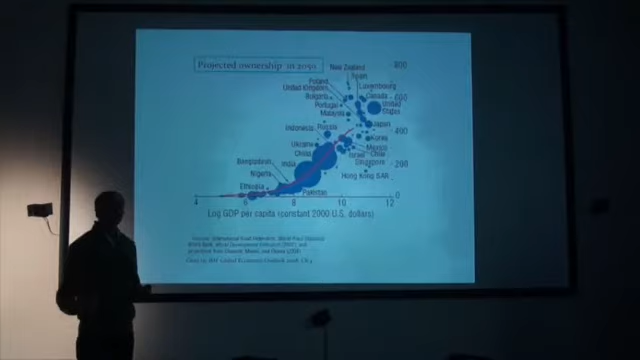 Projected ownership in 2030
800
New Zealand
Spain
Poland
Luxembourg
United Kingdom
Canada
600
Bulgaria
United States
Portugal
Malaysia
Japan
Indonesia
Russia
400
Korea
Ukraine
Mexico
China
Israel
Chile
Bangladesh
India
Singapore
200
Nigeria
Hong Kong SAR
Ethiopia
Pakistan
0
4
6
8
10
12
Log GDP per capita (constant 2000 U.S. dollars)